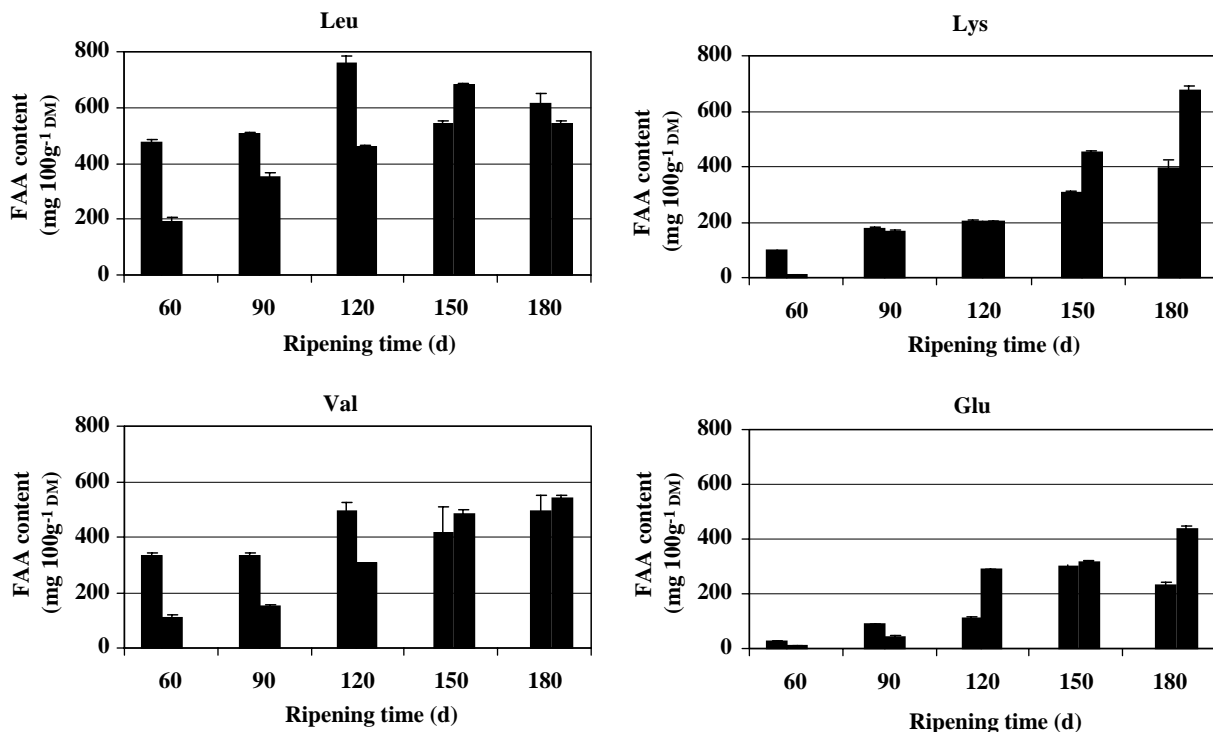 Leu
FAA content
(mg 100g⁻¹ DM)
800
600
400
200
0
60 90 120 150 180
Ripening time (d)
Lys
FAA content
(mg 100g⁻¹ DM)
800
600
400
200
0
60 90 120 150 180
Ripening time (d)
Val
FAA content
(mg 100g⁻¹ DM)
800
600
400
200
0
60 90 120 150 180
Ripening time (d)
Glu
FAA content
(mg 100g⁻¹ DM)
800
600
400
200
0
60 90 120 150 180
Ripening time (d)